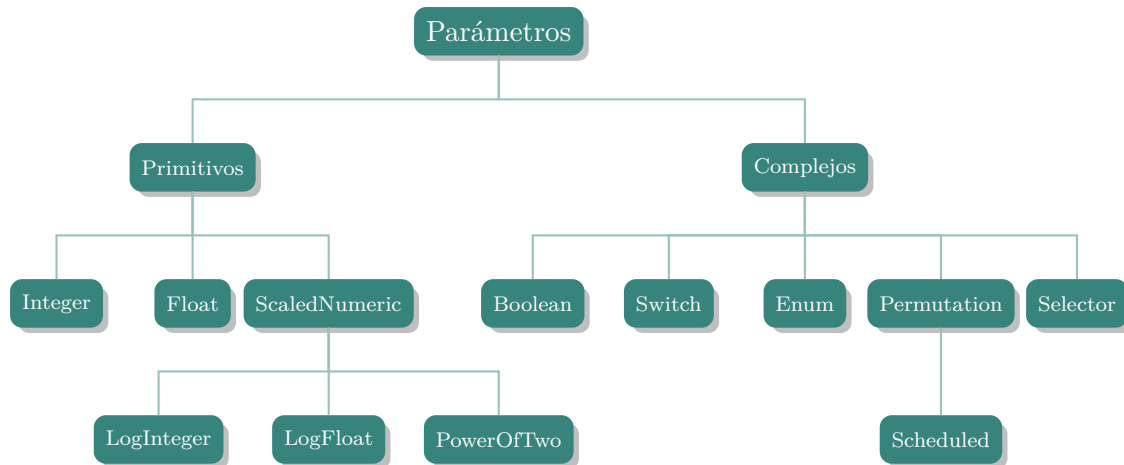 Parámetros
Primitivos
Complejos
Integer
Float
ScaledNumeric
Boolean
Switch
Enum
Permutation
Selector
LogInteger
LogFloat
PowerOfTwo
Scheduled